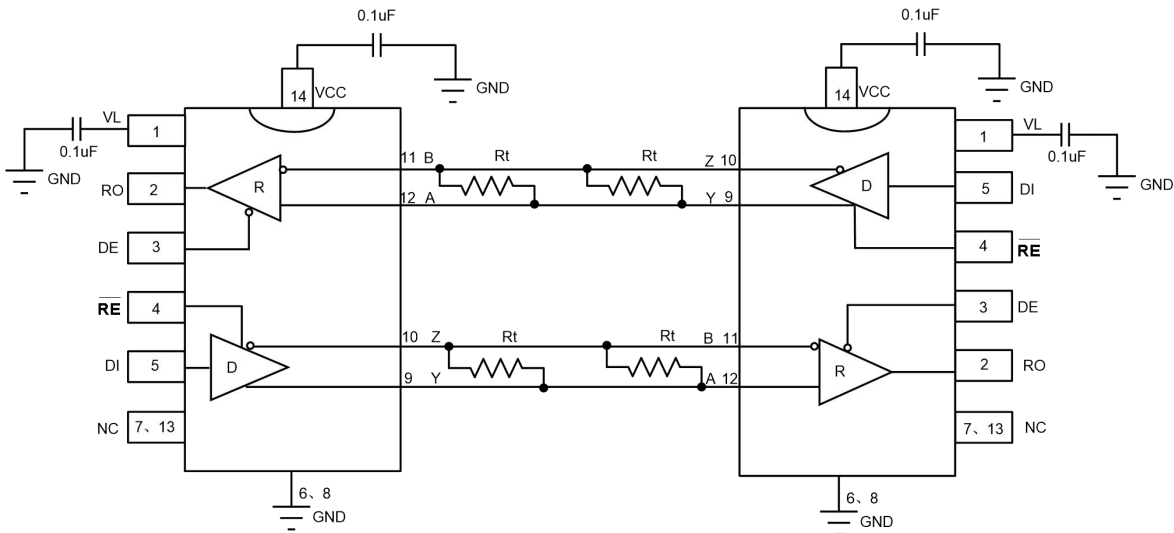 0.1uF
0.1uF
GND
GND
14
VCC
14
VCC
VL
1
1
VL
0.1uF
0.1uF
GND
GND
11 B
Rt
Rt
Z 10
RO
2
R
D
5
DI
12 A
Y 9
DE
3
4
RE
RE
4
3
DE
10 Z
Rt
Rt
B 11
DI
5
D
R
2
RO
9 Y
A 12
NC
7、13
7、13
NC
6、8
6、8
GND
GND